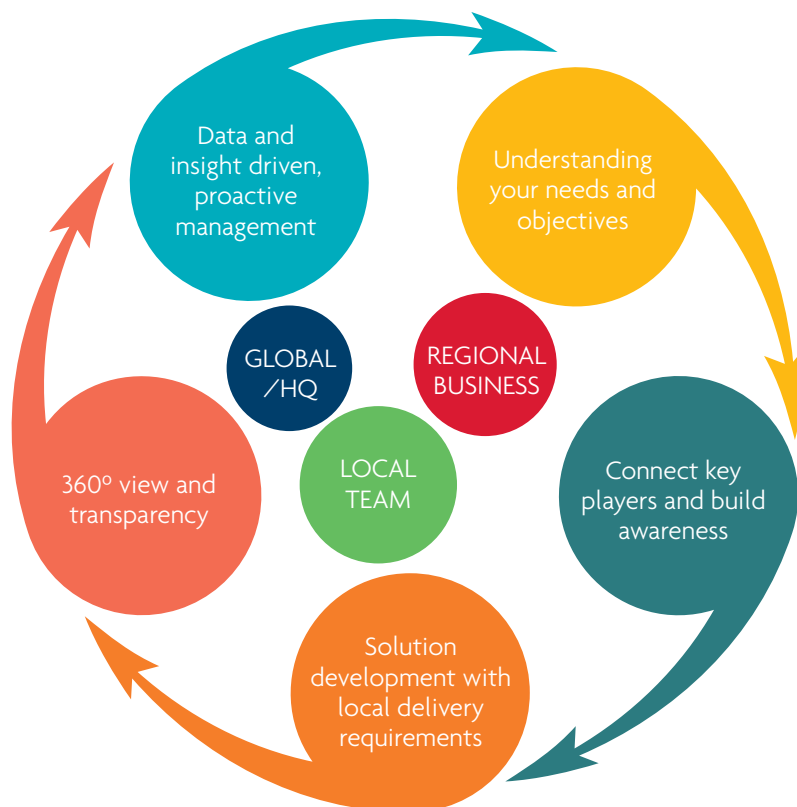 Data and
insight driven,
proactive
management
Understanding
your needs and
objectives
GLOBAL
/HQ
REGIONAL
BUSINESS
LOCAL
TEAM
360º view and
transparency
Connect key
players and build
awareness
Solution
development with
local delivery
requirements